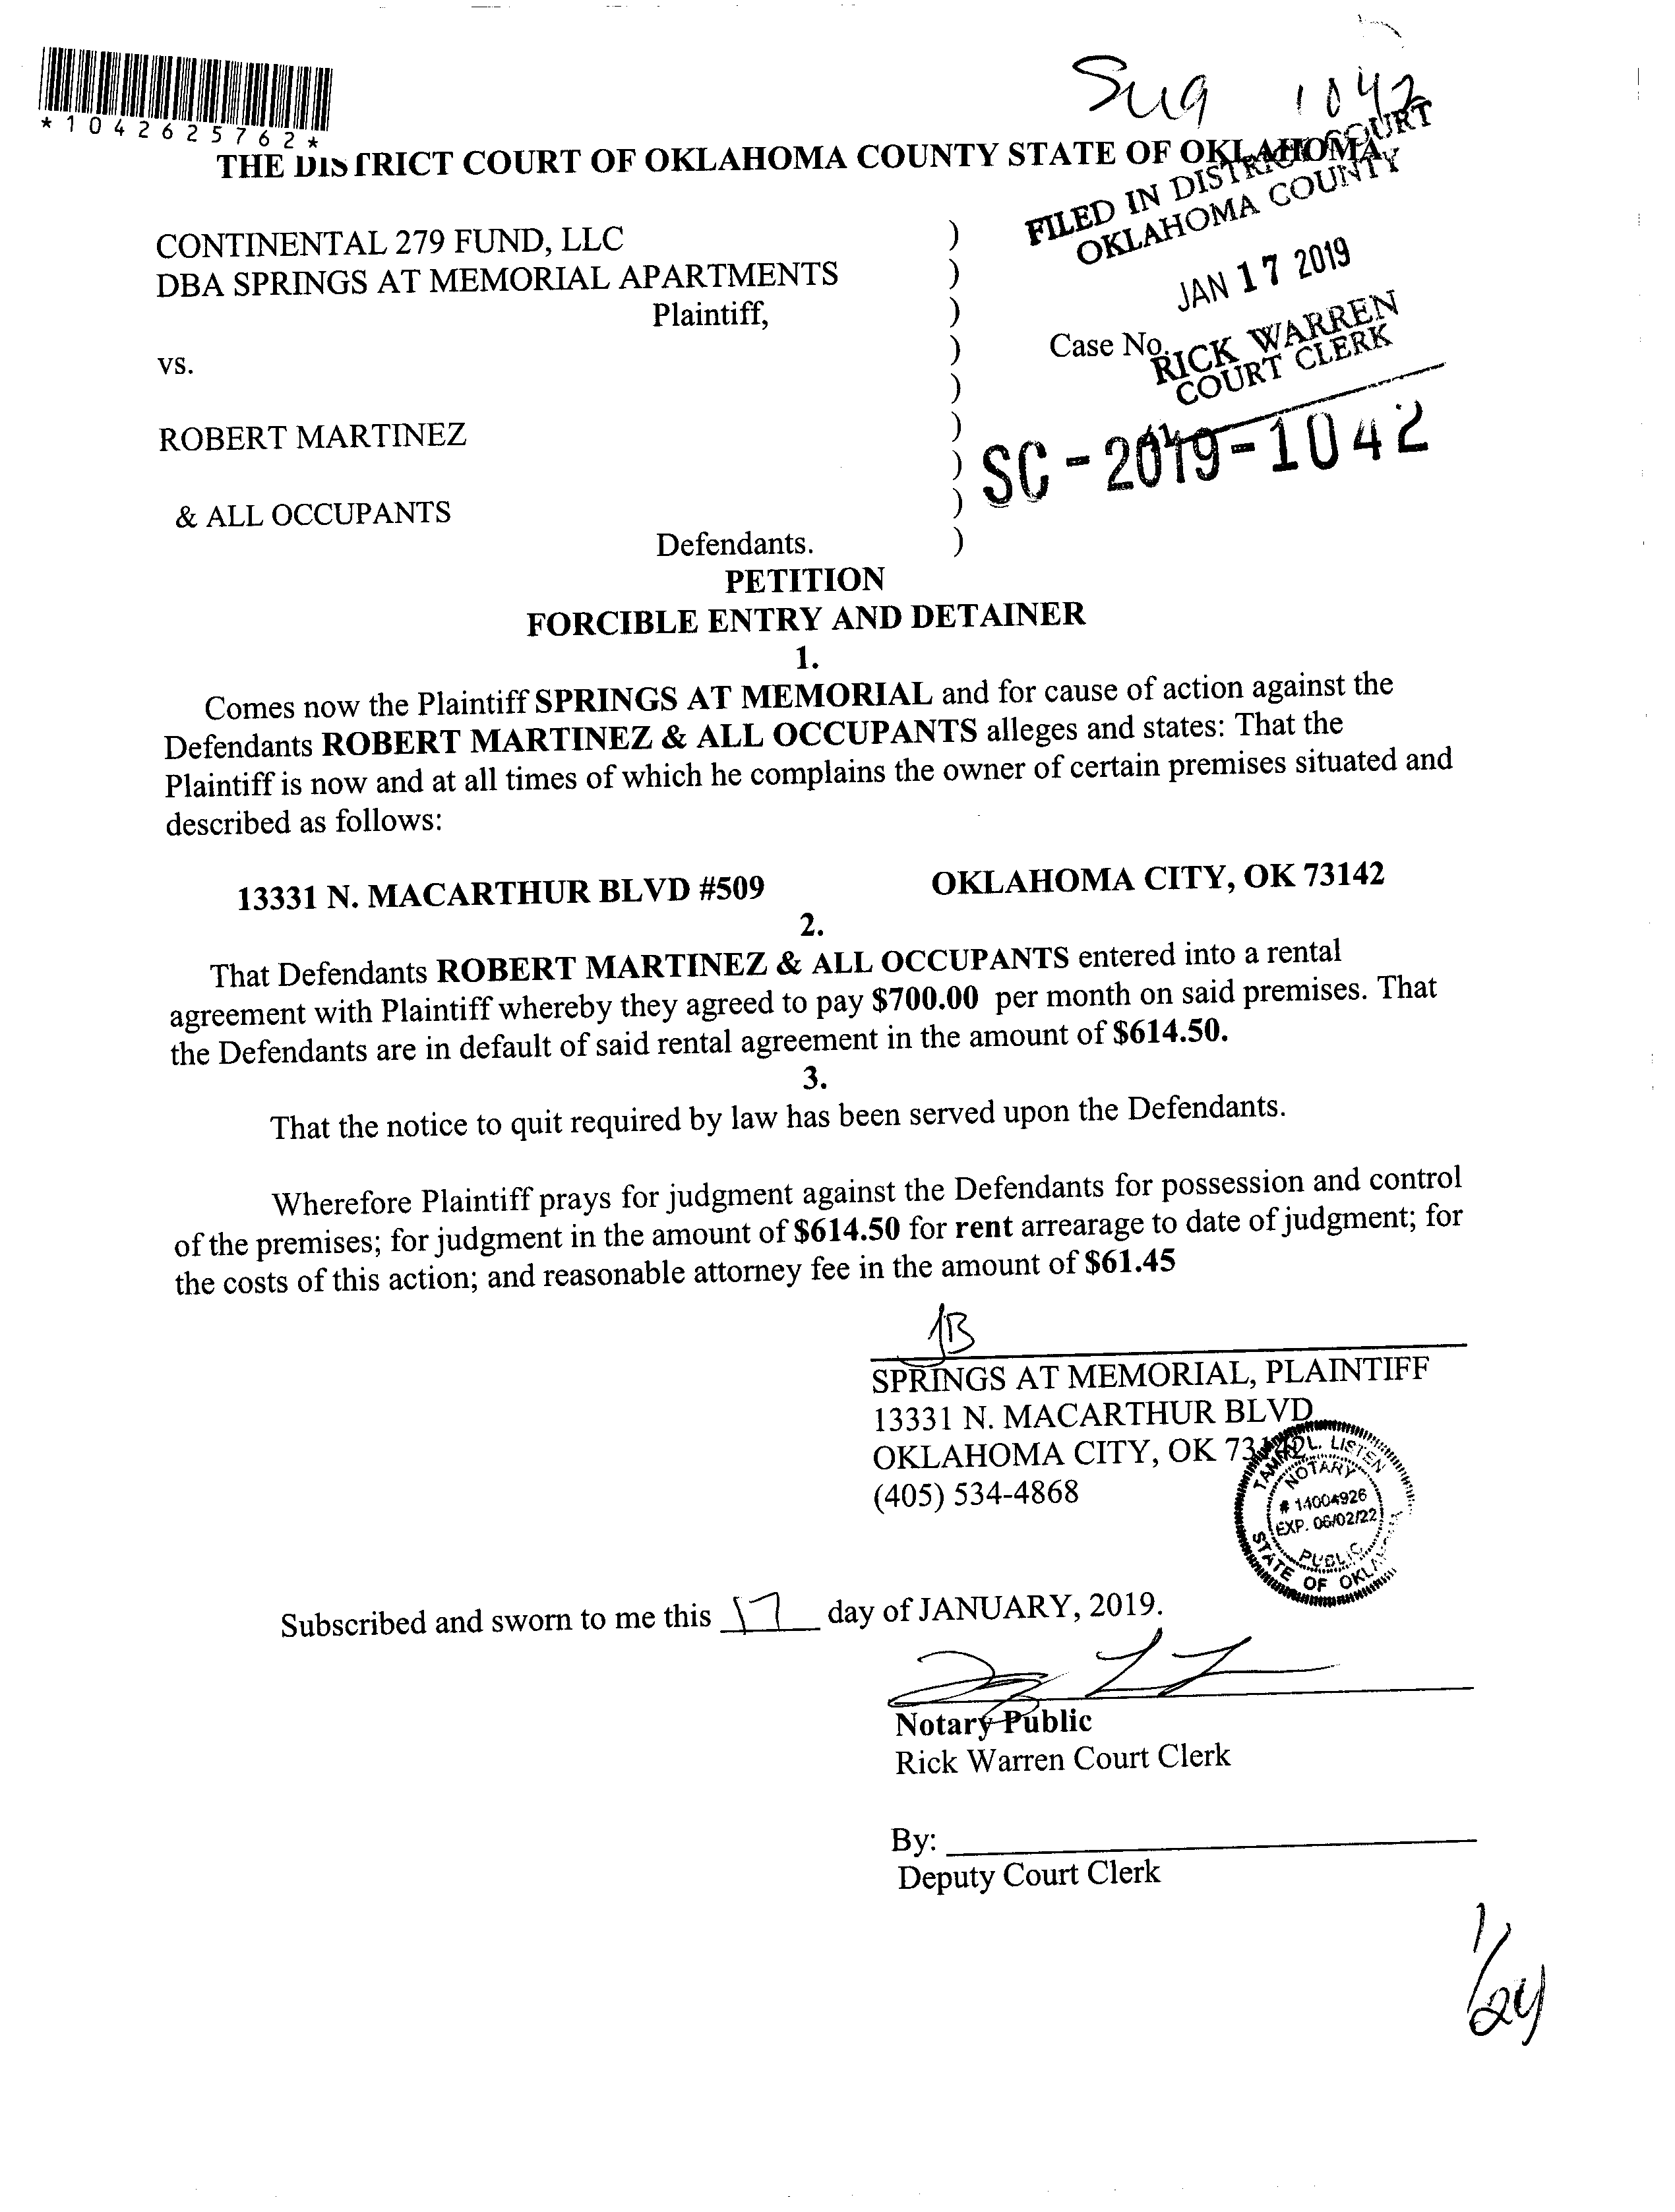 Sug 1042
*1042625762*
THE DISTRICT COURT OF OKLAHOMA COUNTY STATE OF OKLAHOMA
FILED IN DISTRICT COURT
OKLAHOMA COUNTY
CONTINENTAL 279 FUND, LLC )
DBA SPRINGS AT MEMORIAL APARTMENTS )
JAN 17 2019
Plaintiff, )
) Case No.
RICK WARREN
COURT CLERK
vs.
)
ROBERT MARTINEZ )
) SC-2019-1042
& ALL OCCUPANTS )
Defendants. )
PETITION
FORCIBLE ENTRY AND DETAINER
1.
Comes now the Plaintiff SPRINGS AT MEMORIAL and for cause of action against the
Defendants ROBERT MARTINEZ & ALL OCCUPANTS alleges and states: That the
Plaintiff is now and at all times of which he complains the owner of certain premises situated and
described as follows:
13331 N. MACARTHUR BLVD #509 OKLAHOMA CITY, OK 73142
2.
That Defendants ROBERT MARTINEZ & ALL OCCUPANTS entered into a rental
agreement with Plaintiff whereby they agreed to pay $700.00 per month on said premises. That
the Defendants are in default of said rental agreement in the amount of $614.50.
3.
That the notice to quit required by law has been served upon the Defendants.
Wherefore Plaintiff prays for judgment against the Defendants for possession and control
of the premises; for judgment in the amount of $614.50 for rent arrearage to date of judgment; for
the costs of this action; and reasonable attorney fee in the amount of $61.45
JB
SPRINGS AT MEMORIAL, PLAINTIFF
13331 N. MACARTHUR BLVD
OKLAHOMA CITY, OK 73142
(405) 534-4868
L. LISTEN
NOTARY
# 14004926
EXP. 06/02/22
PUBLIC
STATE OF OKLAHOMA
Subscribed and sworn to me this 17 day of JANUARY, 2019.
Notary Public
Rick Warren Court Clerk
By:
Deputy Court Clerk
1/24